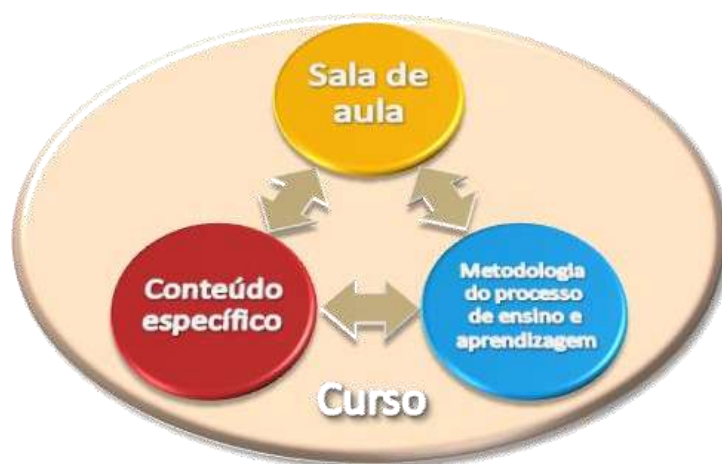 Sala de
aula
Conteúdo
específico
Metodologia
do processo
de ensino e
aprendizagem
Curso